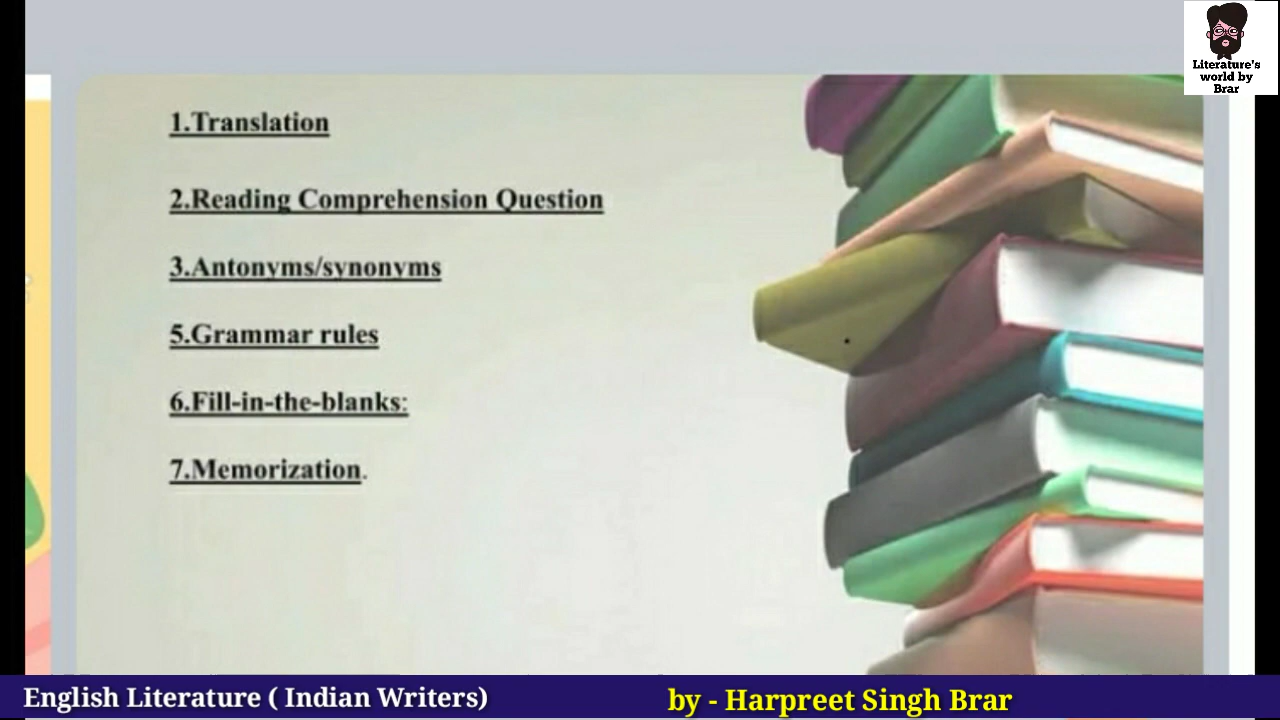 Literature's
world by
Brar
1.Translation
2.Reading Comprehension Question
3.Antonyms/synonyms
5.Grammar rules
6.Fill-in-the-blanks:
7.Memorization.
English Literature ( Indian Writers)
by - Harpreet Singh Brar